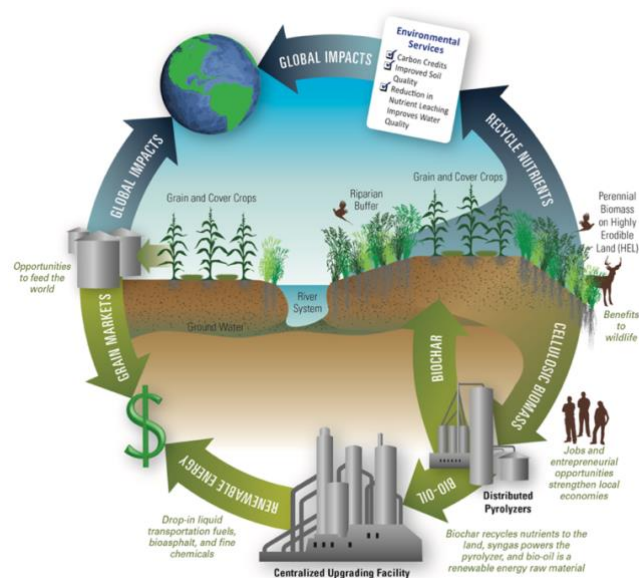 Environmental
Services
Carbon Credits
Improved Soil
Quality
Reduction in
Nutrient Leaching
Improves Water
Quality
GLOBAL IMPACTS
GLOBAL IMPACTS
RECYCLE NUTRIENTS
Grain and Cover Crops
Riparian
Buffer
Grain and Cover Crops
Perennial
Biomass
on Highly
Erodible
Land (HEL)
Opportunities
to feed the
world
River
System
Ground Water
Benefits
to
wildlife
GRAIN MARKETS
BIOCHAR
CELLULOSIC BIOMASS
$
Jobs and
entrepreneurial
opportunities
strengthen local
economies
RENEWABLE ENERGY
BIO-OIL
Distributed
Pyrolyzers
Drop-in liquid
transportation fuels,
bioasphalt, and fine
chemicals
Biochar recycles nutrients to the
land, syngas powers the
pyrolyzer, and bio-oil is a
renewable energy raw material
Centralized Upgrading Facility